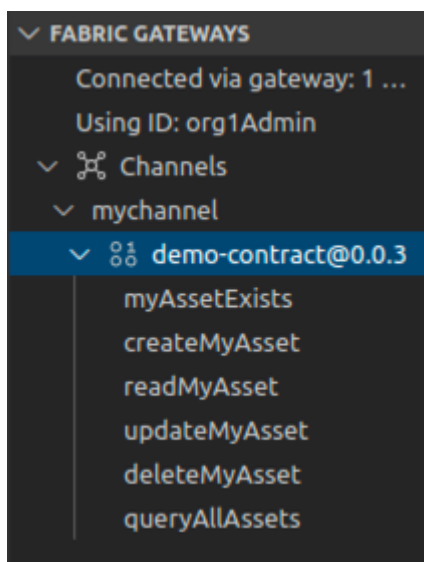 FABRIC GATEWAYS
Connected via gateway: 1 ...
Using ID: org1Admin
Channels
mychannel
demo-contract@0.0.3
myAssetExists
createMyAsset
readMyAsset
updateMyAsset
deleteMyAsset
queryAllAssets